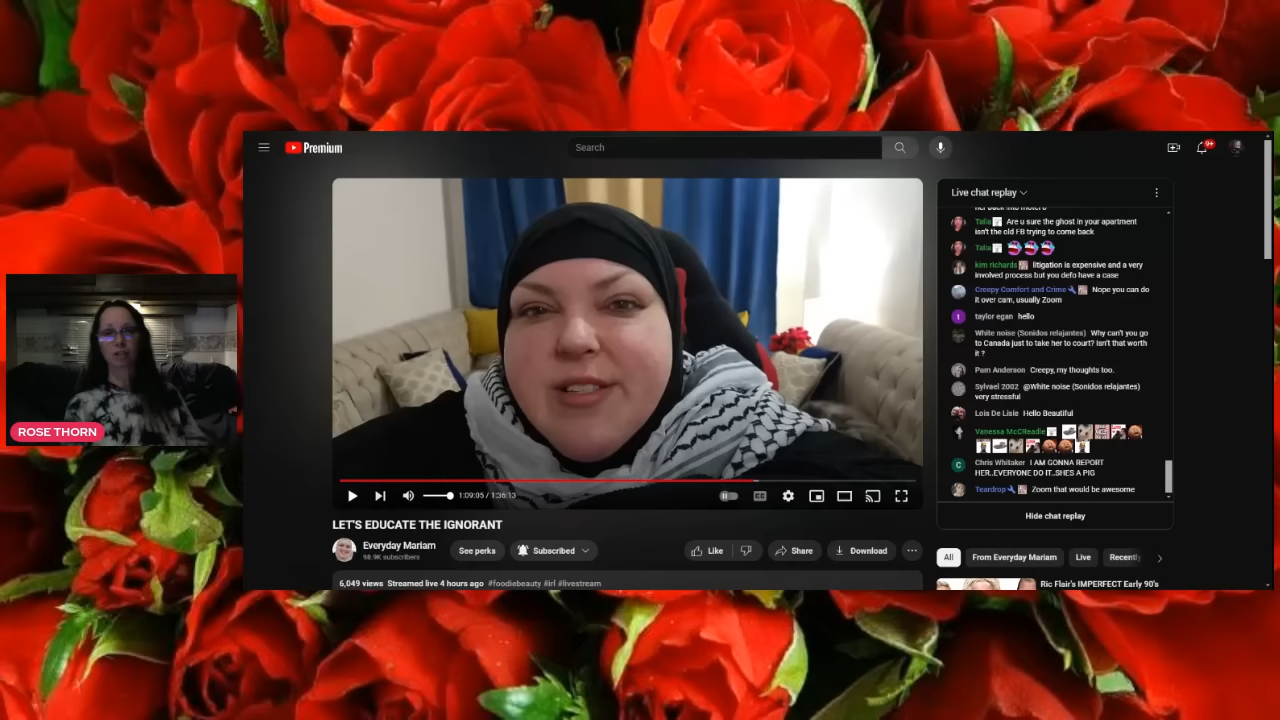 Premium
Search
9+
Live chat replay
Talia Are u sure the ghost in your apartment
isn't the old FB trying to come back
Talia
kim richards litigation is expensive and a very
involved process but you defo have a case
Creepy Comfort and Crime Nope you can do
it over cam, usually Zoom
taylor egan hello
White noise (Sonidos relajantes) Why can't you go
to Canada just to take her to court? Isn't that worth
it ?
Pam Anderson Creepy, my thoughts too.
Sylvael 2002 @White noise (Sonidos relajantes)
very stressful
Lois De Lisle Hello Beautiful
Vanessa McCReadie
Chris Whitaker I AM GONNA REPORT
HER..EVERYONE DO IT..SHES A PIG
Teardrop Zoom that would be awesome
Hide chat replay
ROSE THORN
1:09:05 / 1:36:13
CC
LET'S EDUCATE THE IGNORANT
Everyday Mariam
98.9K subscribers
See perks
Subscribed
Like
Share
Download
6,049 views Streamed live 4 hours ago #foodiebeauty #irl #livestream
All
From Everyday Mariam
Live
Recently
Ric Flair's IMPERFECT Early 90's